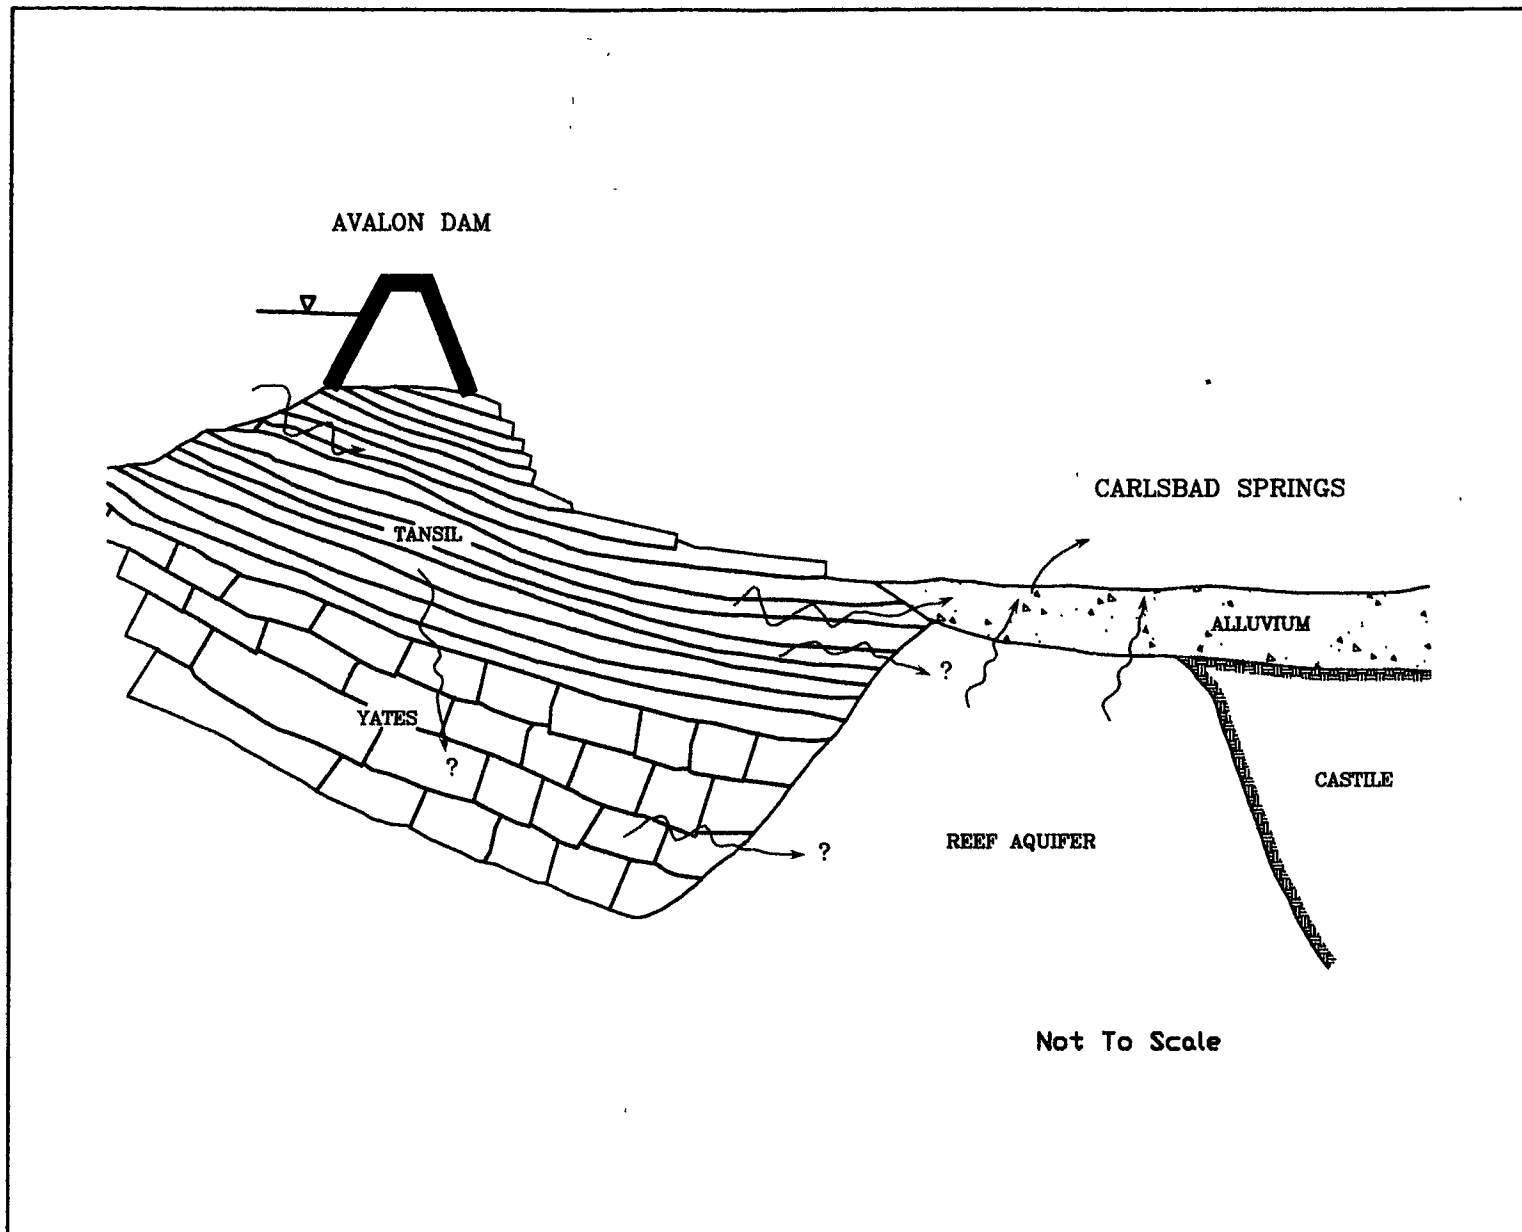 AVALON DAM
CARLSBAD SPRINGS
TANSIL
ALLUVIUM
?
YATES
?
CASTILE
REEF AQUIFER
?
Not To Scale